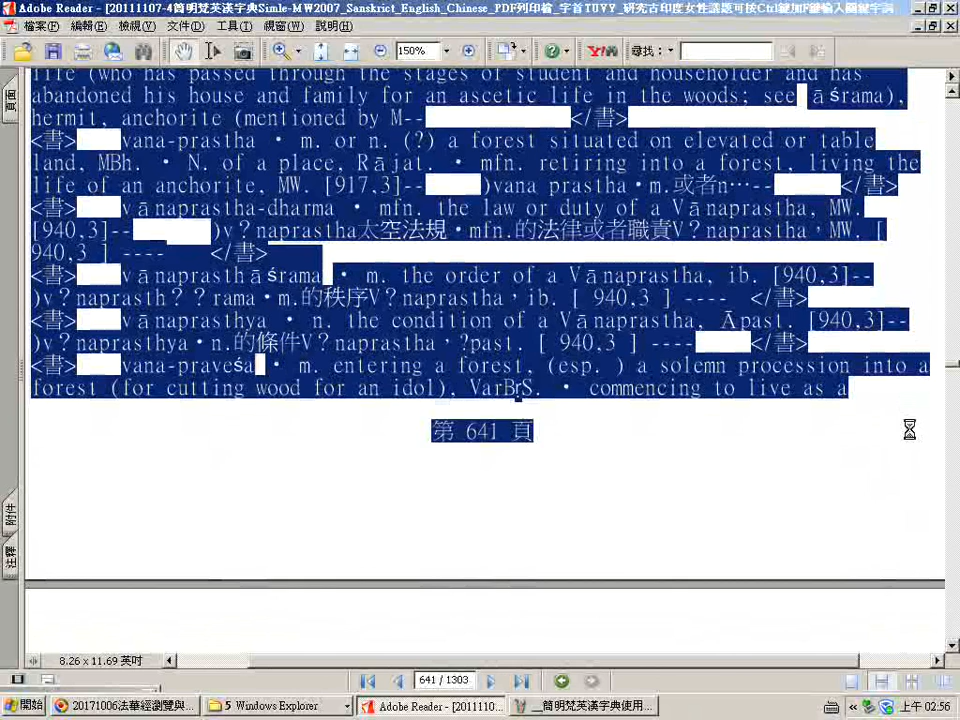 Adobe Reader - [20111107-4簡明梵英漢字典Simle-MW2007_Sanskrict_English_Chinese_PDF列印檔_字首TUVY_研究古印度女性議題可按Ctrl鍵加F鍵輸入關鍵字詞
檔案(F) 編輯(E) 檢視(V) 文件(D) 工具(T) 視窗(W) 說明(H)
150% 尋找:
life (who has passed through the stages of student and householder and has
abandoned his house and family for an ascetic life in the woods; see āśrama),
hermit, anchorite (mentioned by M-- </書>
<書> vana-prastha • m. or n. (?) a forest situated on elevated or table
land, MBh. • N. of a place, Rājat. • mfn. retiring into a forest, living the
life of an anchorite, MW. [917,3]-- )vana prastha•m.或者n…-- </書>
<書> vānaprastha-dharma • mfn. the law or duty of a Vānaprastha, MW.
[940,3]-- )v？naprastha太空法規•mfn.的法律或者職責V？naprastha，MW. [
940,3 ] ---- </書>
<書> vānaprasthāśrama • m. the order of a Vānaprastha, ib. [940,3]--
)v？naprasth？？rama•m.的秩序V？naprastha，ib. [ 940,3 ] ---- </書>
<書> vānaprasthya • n. the condition of a Vānaprastha, Āpast. [940,3]--
)v？naprasthya•n.的條件V？naprastha，?past. [ 940,3 ] ---- </書>
<書> vana-praveśa • m. entering a forest, (esp. ) a solemn procession into a
forest (for cutting wood for an idol), VarBṛS. • commencing to live as a
第 641 頁
頁面
附件
注釋
8.26 x 11.69 英吋
641 / 1303
開始 20171006法華經瀏覽與... 5 Windows Explorer Adobe Reader - [2011110... __簡明梵英字典使用... 上午 02:56